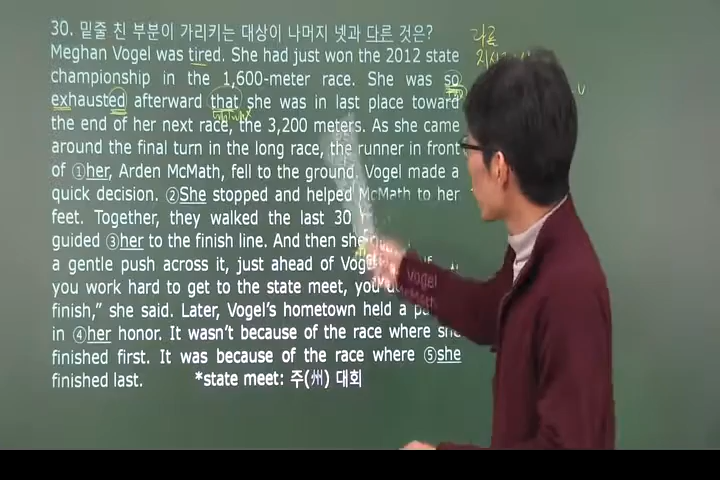 30. 밑줄 친 부분이 가리키는 대상이 나머지 넷과 다른 것은?
Meghan Vogel was tired. She had just won the 2012 state
championship in the 1,600-meter race. She was so
exhausted afterward that she was in last place toward
the end of her next race, the 3,200 meters. As she came
around the final turn in the long race, the runner in front
of ①her, Arden McMath, fell to the ground. Vogel made a
quick decision. ②She stopped and helped McMath to her
feet. Together, they walked the last 30
guided ③her to the finish line. And then she
a gentle push across it, just ahead of Vogel
you work hard to get to the state meet, you
finish,” she said. Later, Vogel’s hometown held a
in ④her honor. It wasn’t because of the race where she
finished first. It was because of the race where ⑤she
finished last. *state meet: 주(州) 대회
다른
Vogel